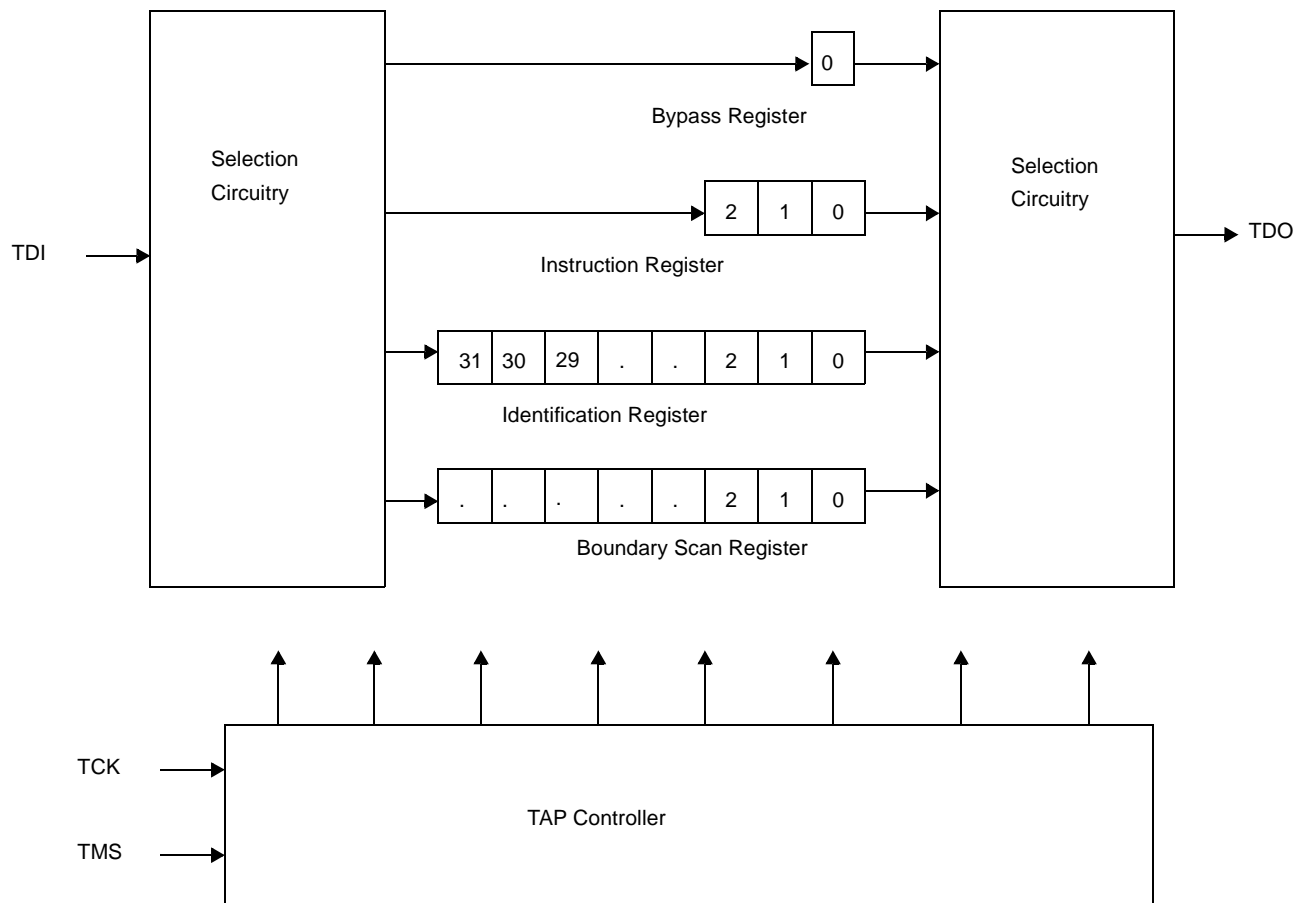 0
Bypass Register
Selection
Circuitry
Selection
Circuitry
2 1 0
TDI
TDO
Instruction Register
31 30 29 . . 2 1 0
Identification Register
. . . . . 2 1 0
Boundary Scan Register
TCK
TAP Controller
TMS